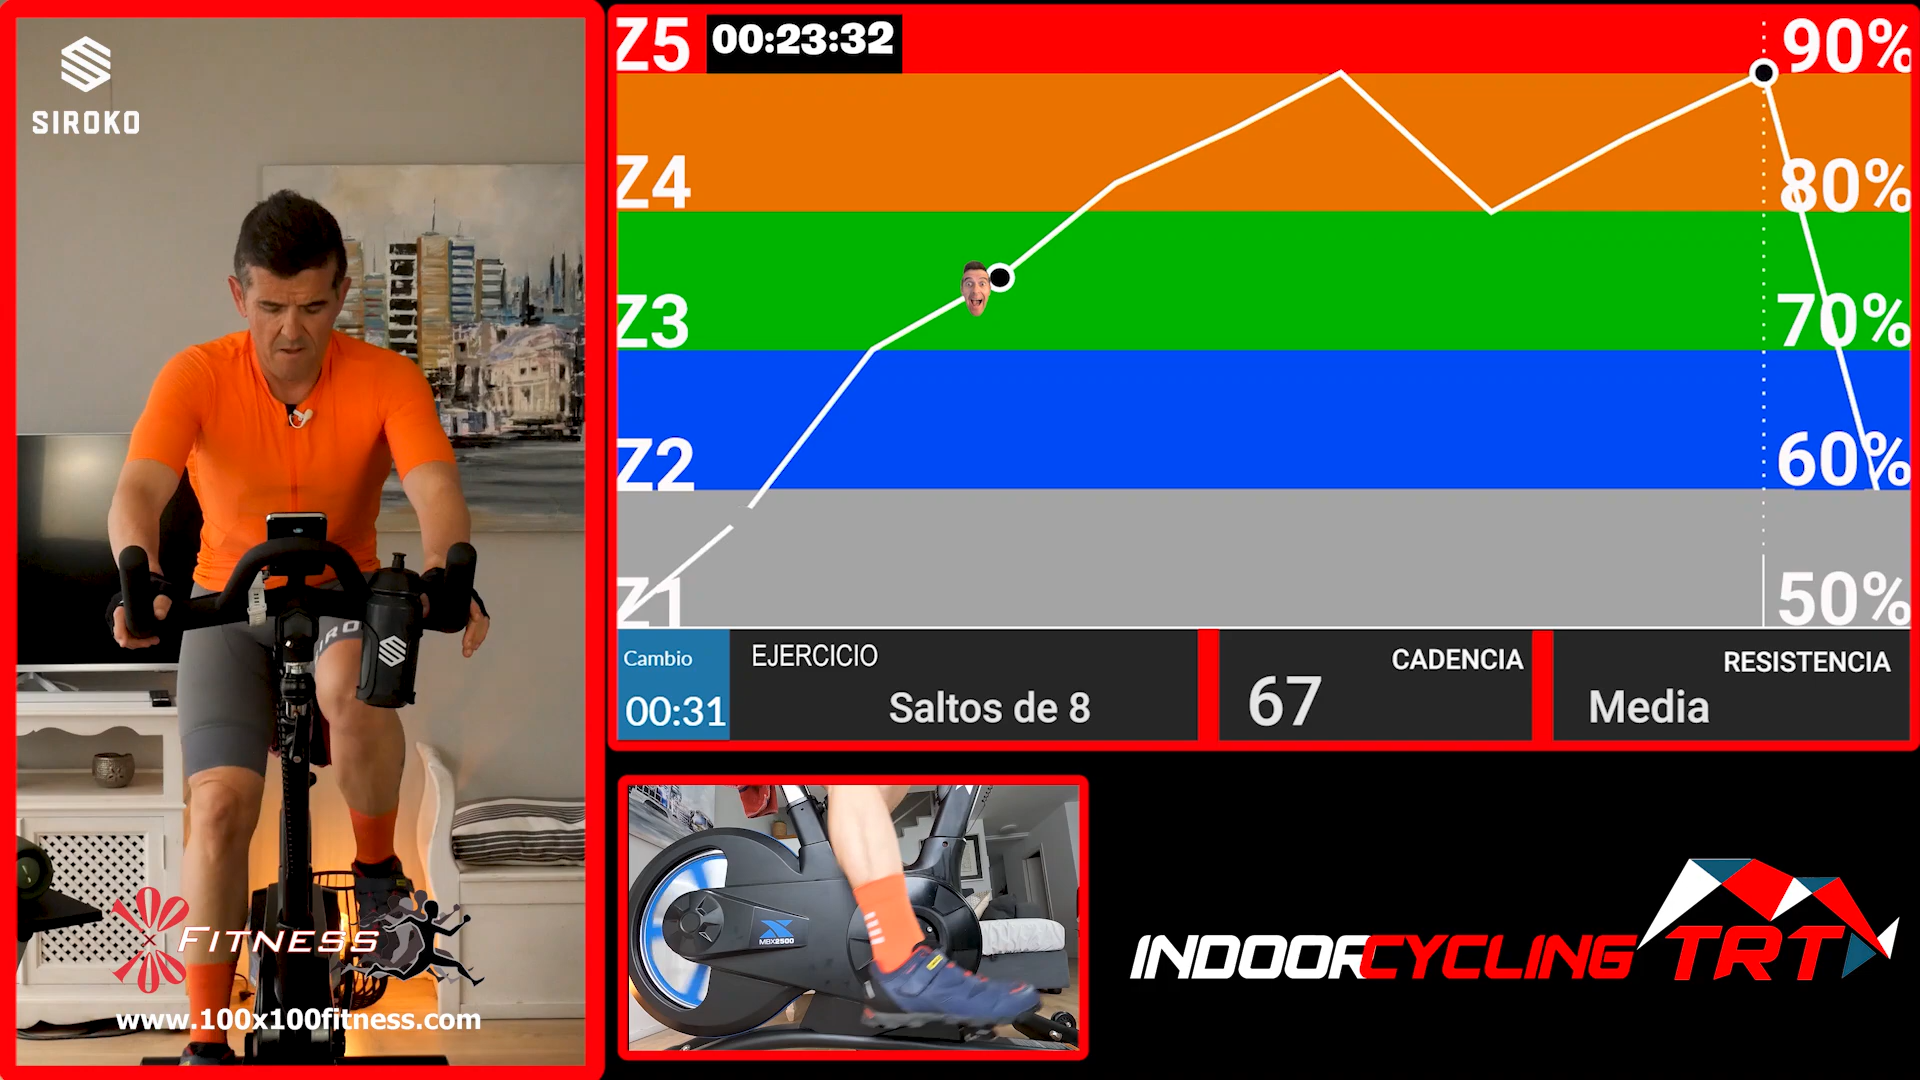 SIROKO
FITNESS
www.100x100fitness.com
Z5
00:23:32
90%
Z4
80%
Z3
70%
Z2
60%
Z1
50%
Cambio
00:31
EJERCICIO
Saltos de 8
CADENCIA
67
RESISTENCIA
Media
MBX2500
INDOORCYCLING TRT